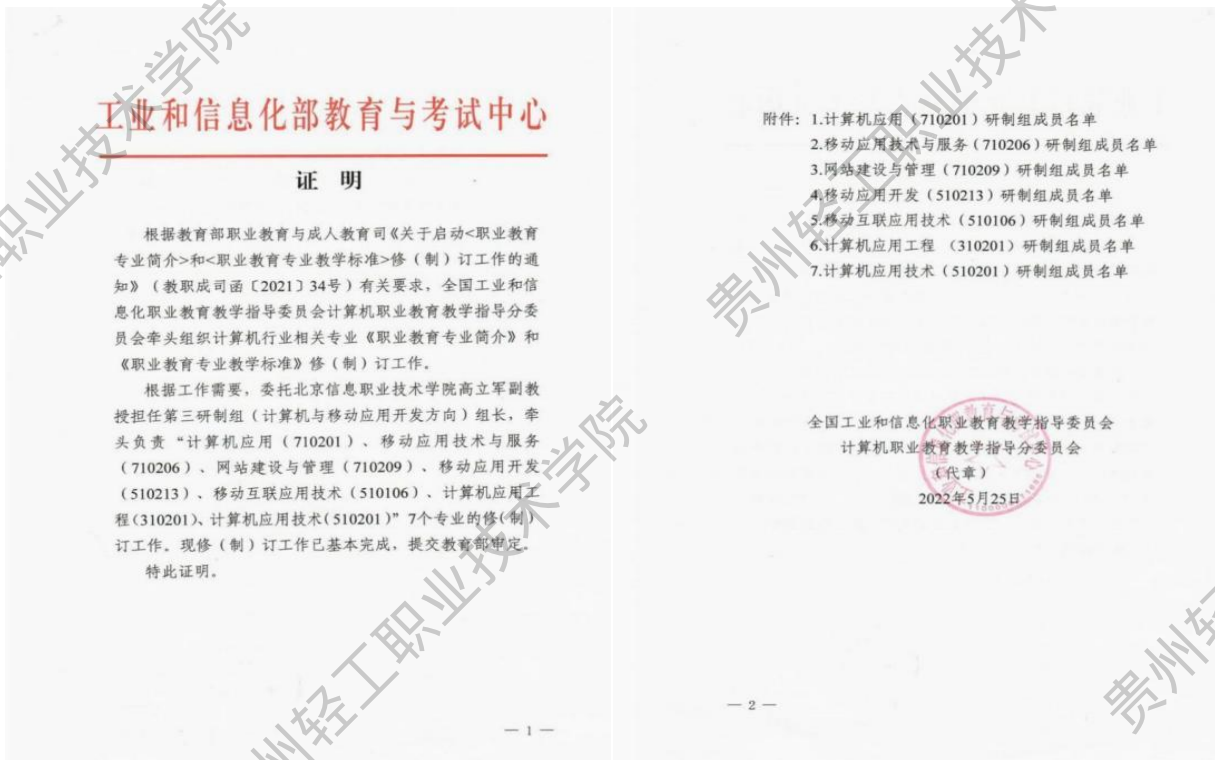 工业和信息化部教育与考试中心
证 明
根据教育部职业教育与成人教育司《关于启动<职业教育
专业简介>和<职业教育专业教学标准>修（制）订工作的通
知》（教职成司函〔2021〕34号）有关要求，全国工业和信
息化职业教育教学指导委员会计算机职业教育教学指导分委
员会牵头组织计算机行业相关专业《职业教育专业简介》和
《职业教育专业教学标准》修（制）订工作。
根据工作需要，委托北京信息职业技术学院高立军副教
授担任第三研制组（计算机与移动应用开发方向）组长，牵
头负责“计算机应用（710201）、移动应用技术与服务
（710206）、网站建设与管理（710209）、移动应用开发
（510213）、移动互联应用技术（510106）、计算机应用工
程(310201)、计算机应用技术(510201)”7个专业的修(制)
订工作。现修（制）订工作已基本完成，提交教育部审定。
特此证明。
— 1 —
附件：1.计算机应用（710201）研制组成员名单
2.移动应用技术与服务（710206）研制组成员名单
3.网站建设与管理（710209）研制组成员名单
4.移动应用开发（510213）研制组成员名单
5.移动互联应用技术（510106）研制组成员名单
6.计算机应用工程 （310201）研制组成员名单
7.计算机应用技术（510201）研制组成员名单
全国工业和信息化职业教育教学指导委员会
计算机职业教育教学指导分委员会
（代章）
2022年5月25日
— 2 —
职业技术学院
州轻工职业技术学院
贵州轻工职业技术
贵州轻